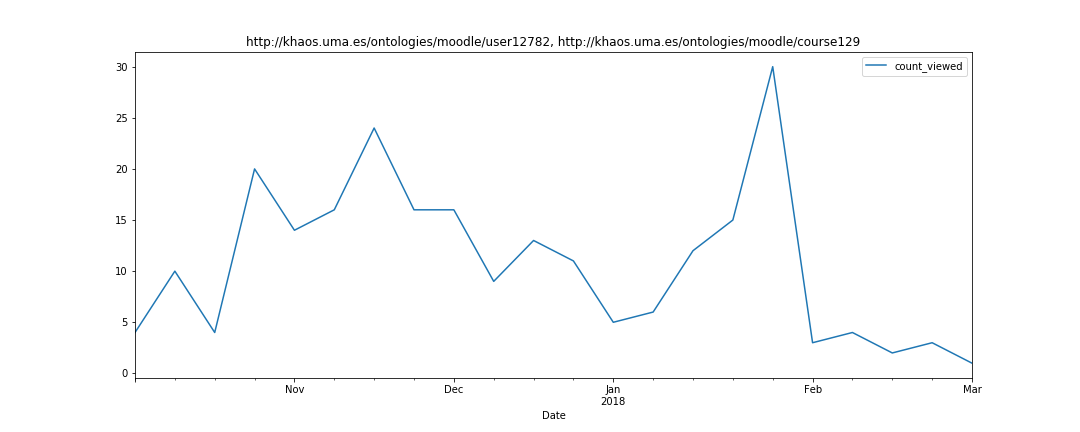 http://khaos.uma.es/ontologies/moodle/user12782, http://khaos.uma.es/ontologies/moodle/course129
count_viewed
30
25
20
15
10
5
0
Nov
Dec
Jan
2018
Feb
Mar
Date